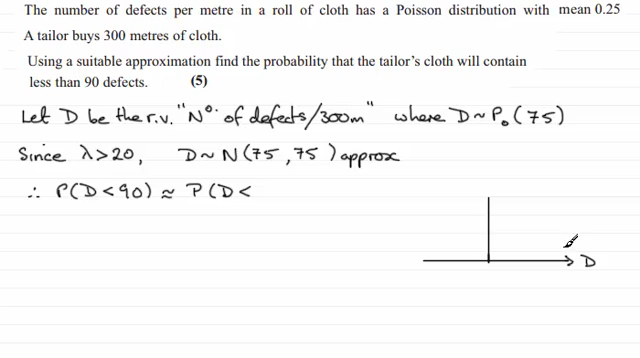 The number of defects per metre in a roll of cloth has a Poisson distribution with mean 0.25
A tailor buys 300 metres of cloth.
Using a suitable approximation find the probability that the tailor's cloth will contain
less than 90 defects. (5)
Let D be the r.v. "No. of defects/300m" where D ~ Po(75)
Since λ > 20, D ~ N(75, 75) approx
∴ P(D < 90) ≈ P(D <
D